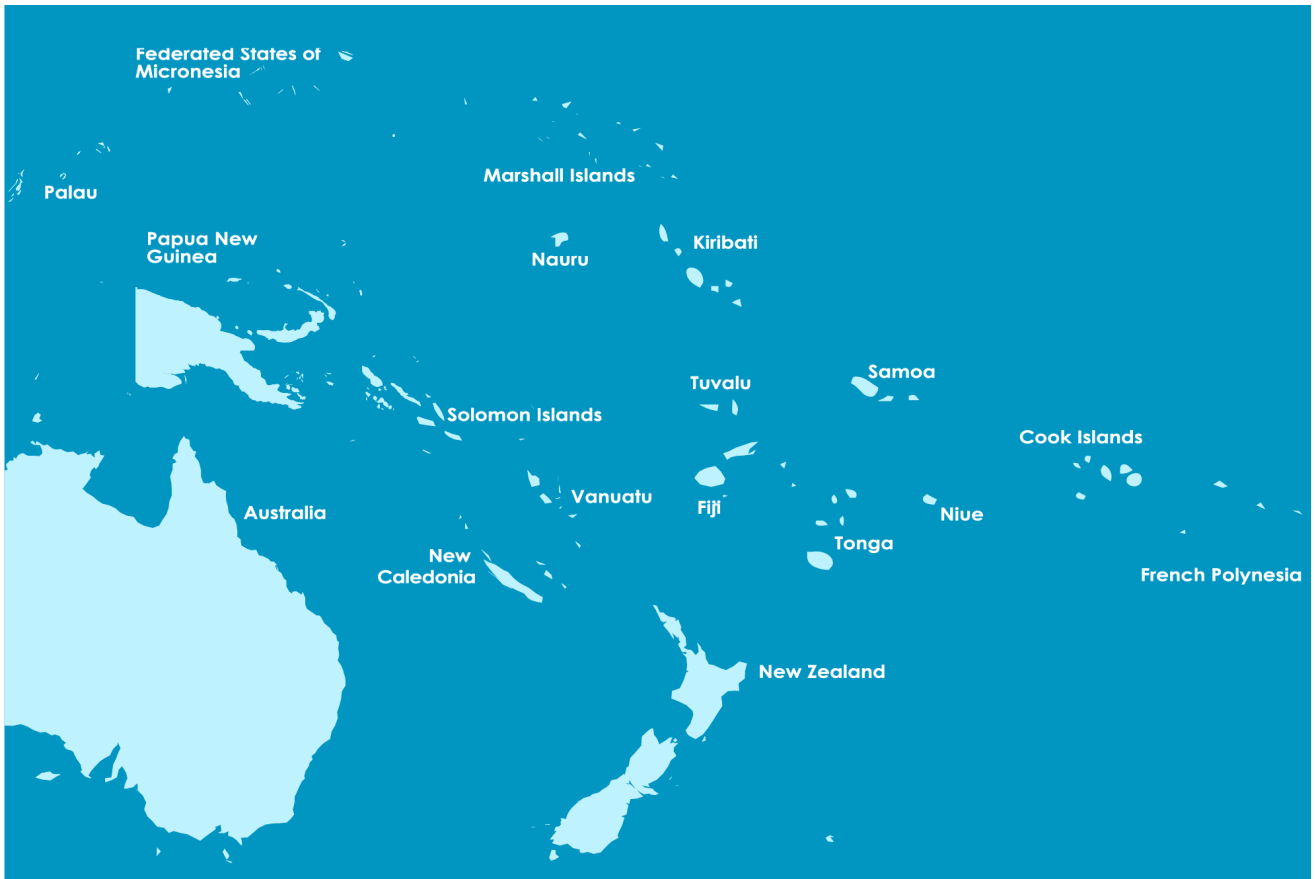 Federated States of
Micronesia
Palau
Marshall Islands
Papua New
Guinea
Nauru
Kiribati
Samoa
Tuvalu
Solomon Islands
Cook Islands
Vanuatu
Fiji
Australia
Niue
Tonga
New
Caledonia
French Polynesia
New Zealand